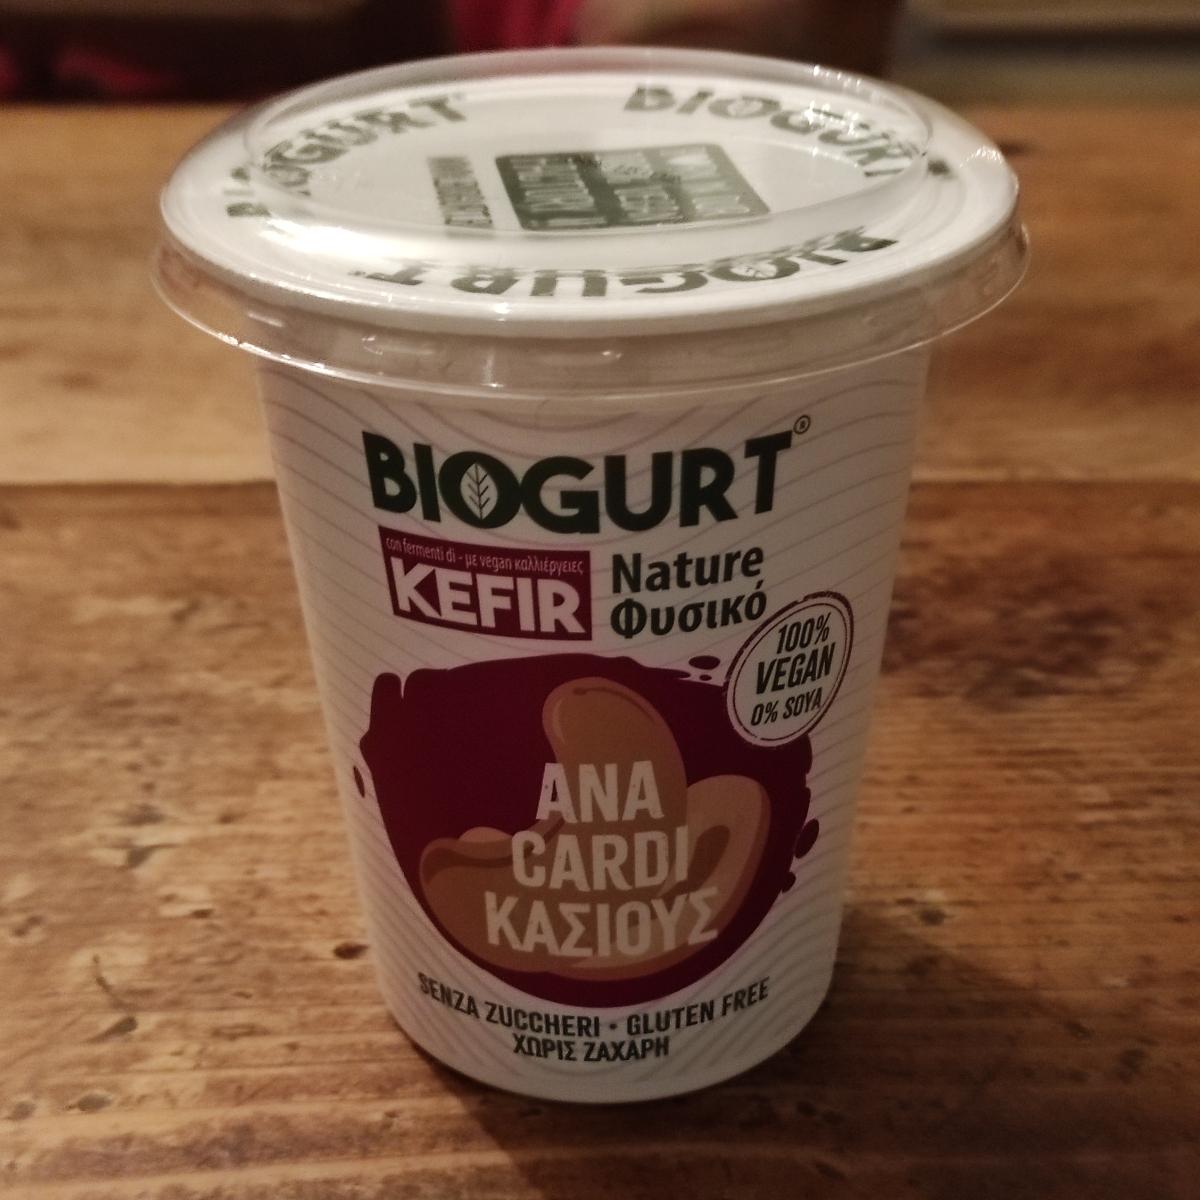 BIOGURT
BIOGURT
BIOGURT
BIOGURT®
con fermenti di - με vegan καλλιέργειες
KEFIR
Nature
Φυσικό
100%
VEGAN
0% SOYA
ANA
CARDI
ΚΑΣΙΟΥΣ
SENZA ZUCCHERI • GLUTEN FREE
ΧΩΡΙΣ ΖΑΧΑΡΗ